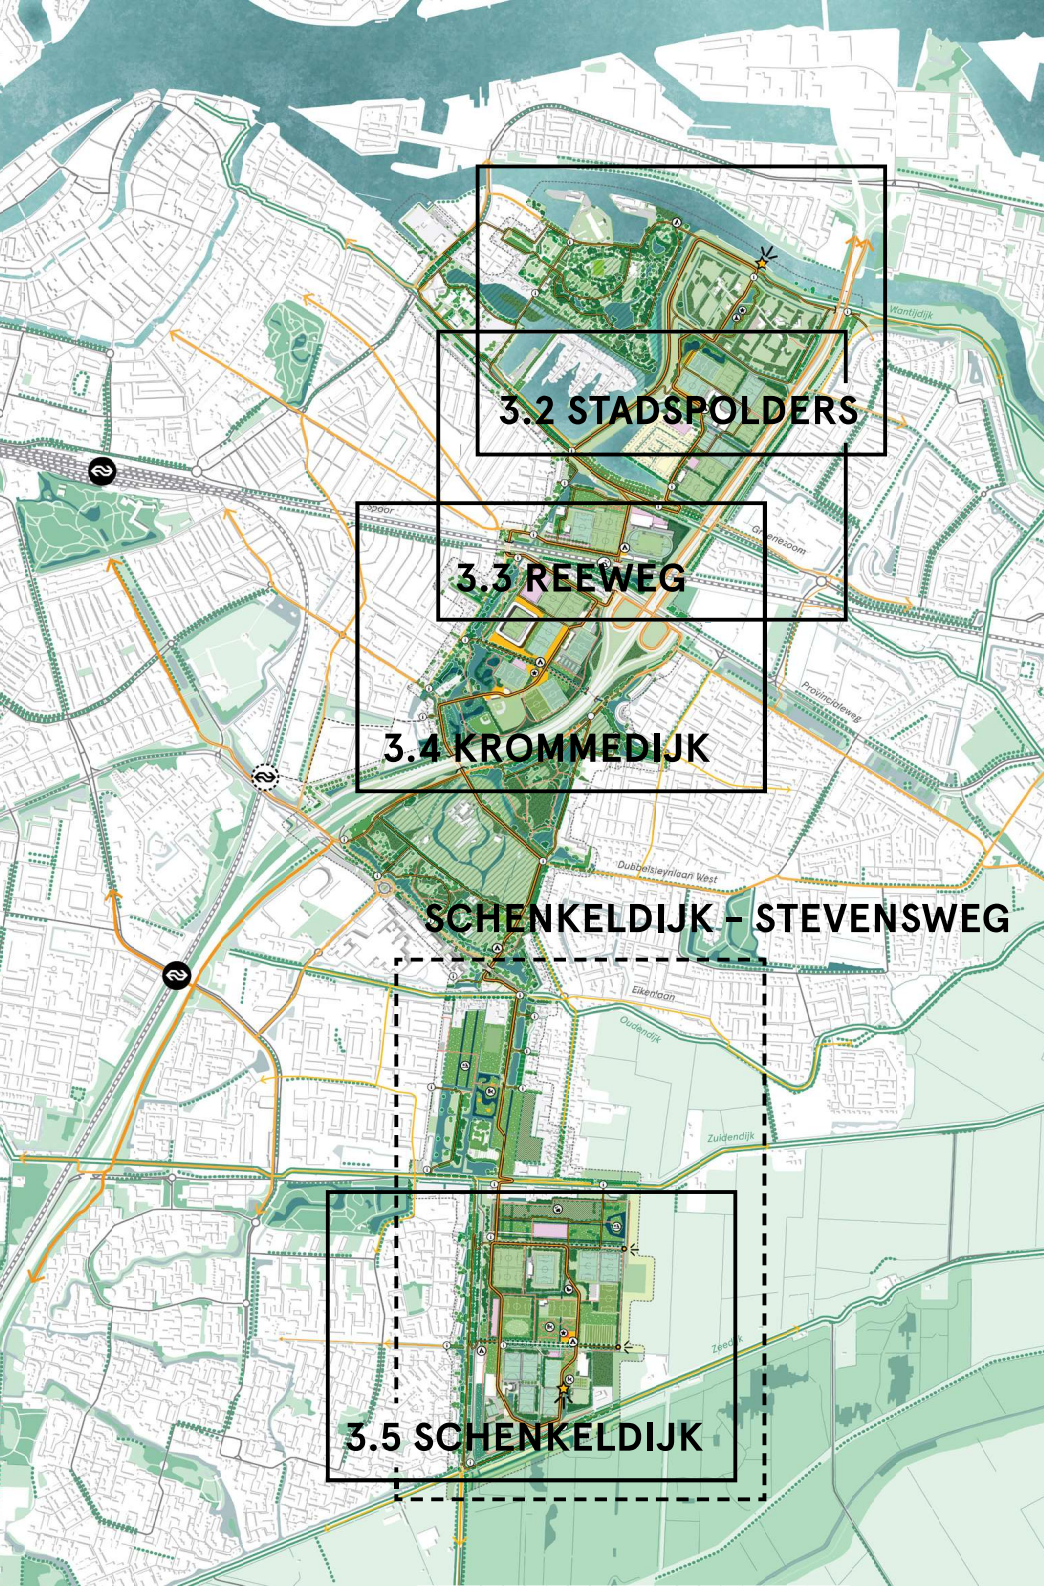 Wantijdijk
3.2 STADSPOLDERS
Spoor
Groenezoom
3.3 REEWEG
Provincialeweg
3.4 KROMMEDIJK
Dubbelsteynlaan West
SCHENKELDIJK – STEVENSWEG
Eikenlaan
Oudendijk
Zuidendijk
Zeedijk
3.5 SCHENKELDIJK